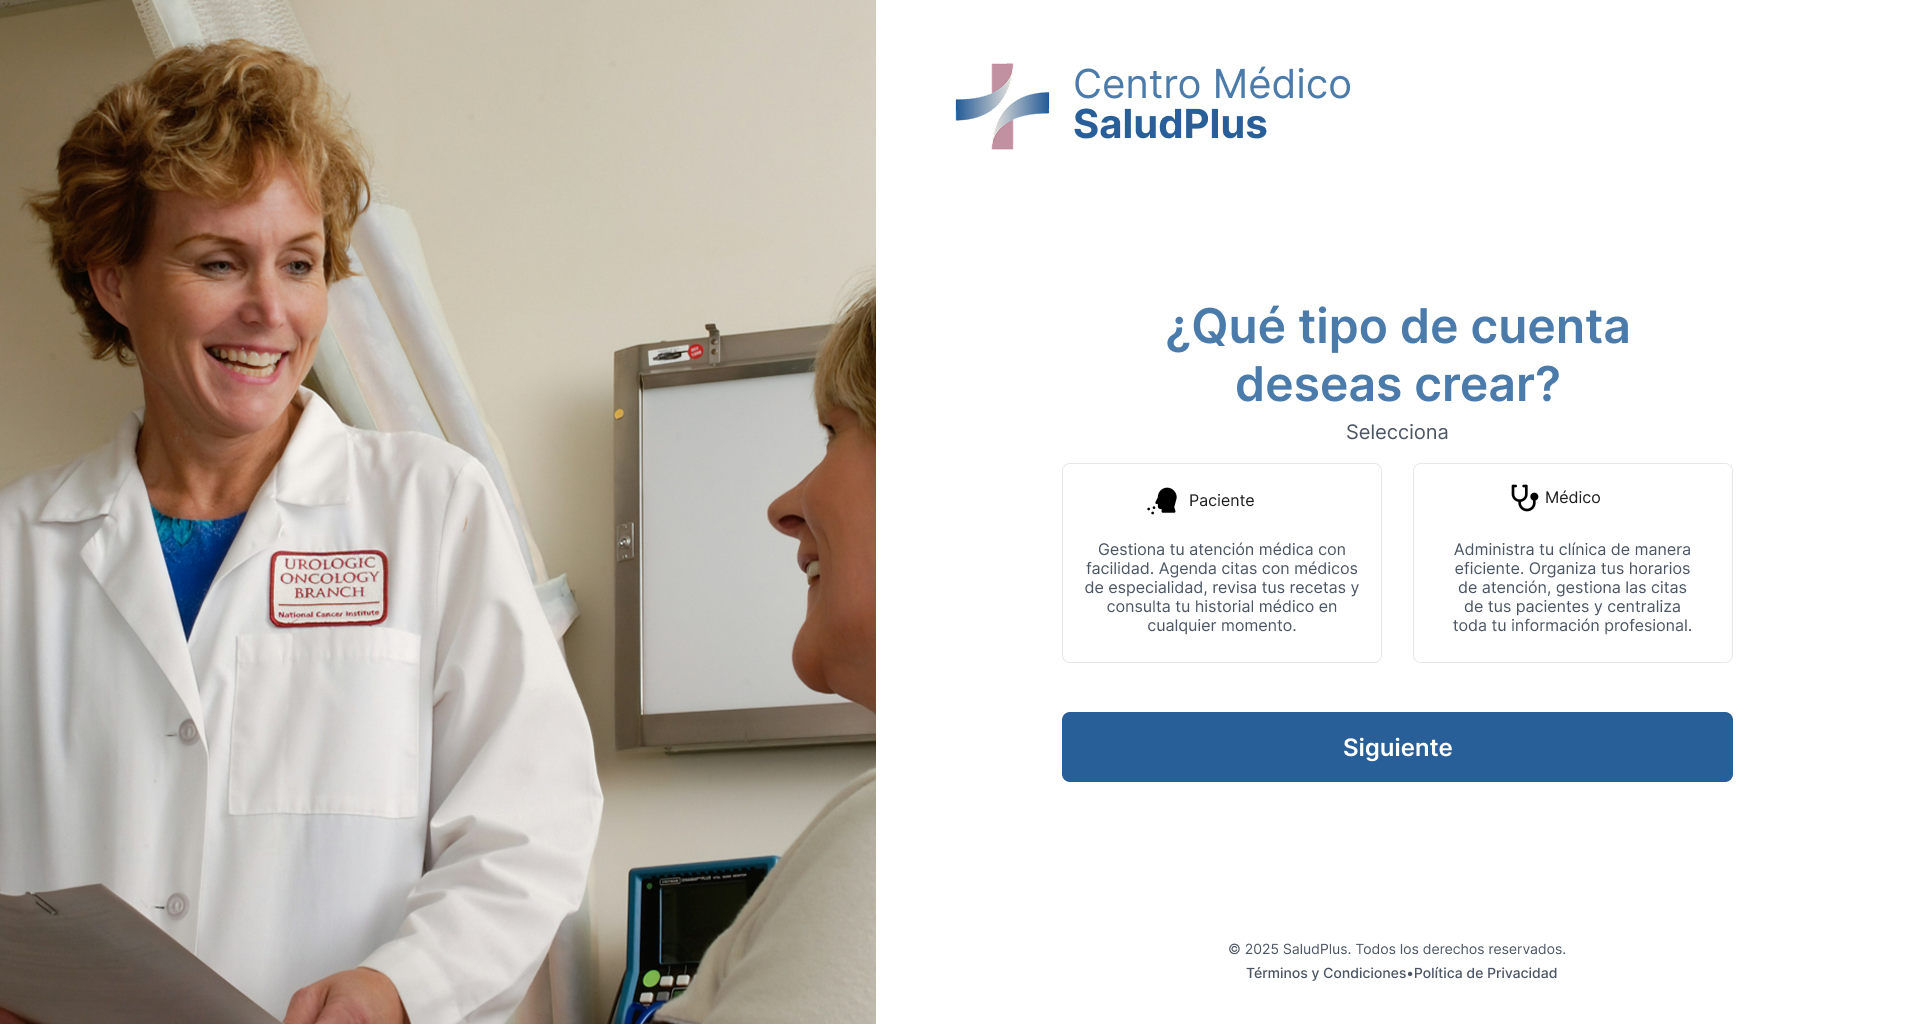 Centro Médico
SaludPlus
¿Qué tipo de cuenta
deseas crear?
Selecciona
Paciente
Gestiona tu atención médica con
facilidad. Agenda citas con médicos
de especialidad, revisa tus recetas y
consulta tu historial médico en
cualquier momento.
Médico
Administra tu clínica de manera
eficiente. Organiza tus horarios
de atención, gestiona las citas
de tus pacientes y centraliza
toda tu información profesional.
Siguiente
© 2025 SaludPlus. Todos los derechos reservados.
Términos y Condiciones•Política de Privacidad
UROLOGIC
ONCOLOGY
BRANCH
National Cancer Institute